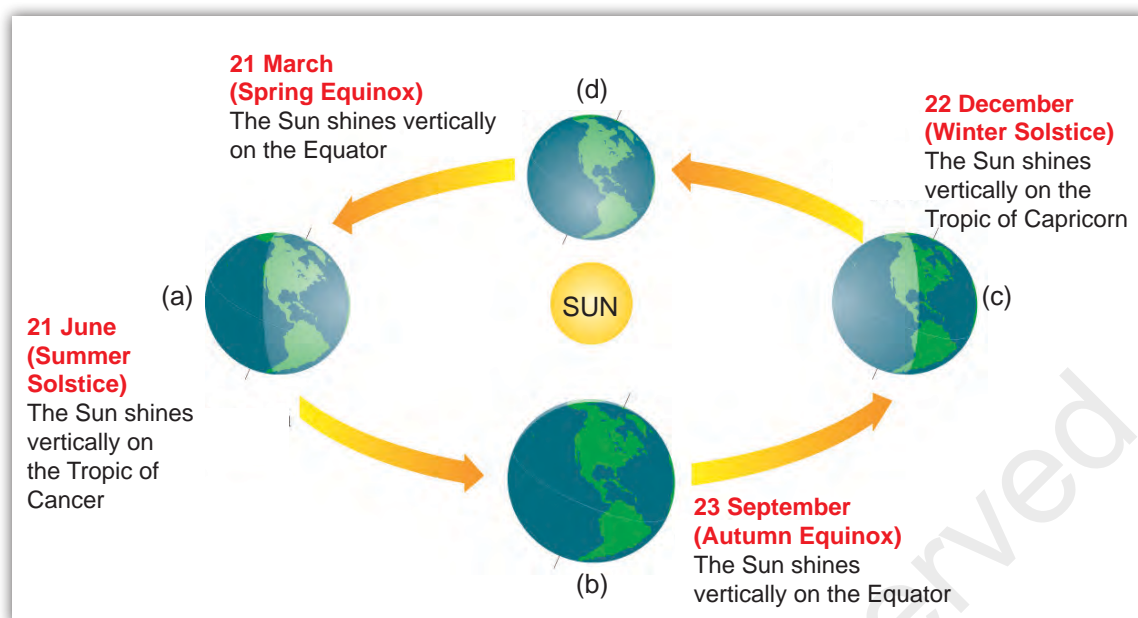 21 March
(Spring Equinox)
The Sun shines vertically
on the Equator
(d)
22 December
(Winter Solstice)
The Sun shines
vertically on the
Tropic of Capricorn
(a)
SUN
(c)
21 June
(Summer
Solstice)
The Sun shines
vertically on
the Tropic of
Cancer
(b)
23 September
(Autumn Equinox)
The Sun shines
vertically on the Equator
erved